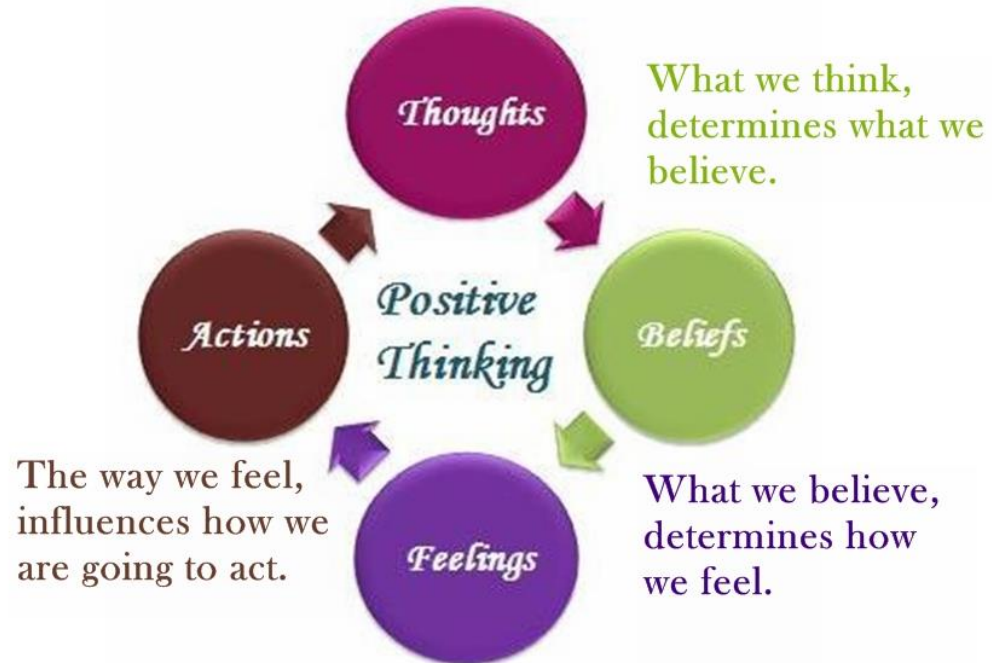 Thoughts
What we think,
determines what we
believe.
Positive
Thinking
Actions
Beliefs
The way we feel,
influences how we
are going to act.
Feelings
What we believe,
determines how
we feel.